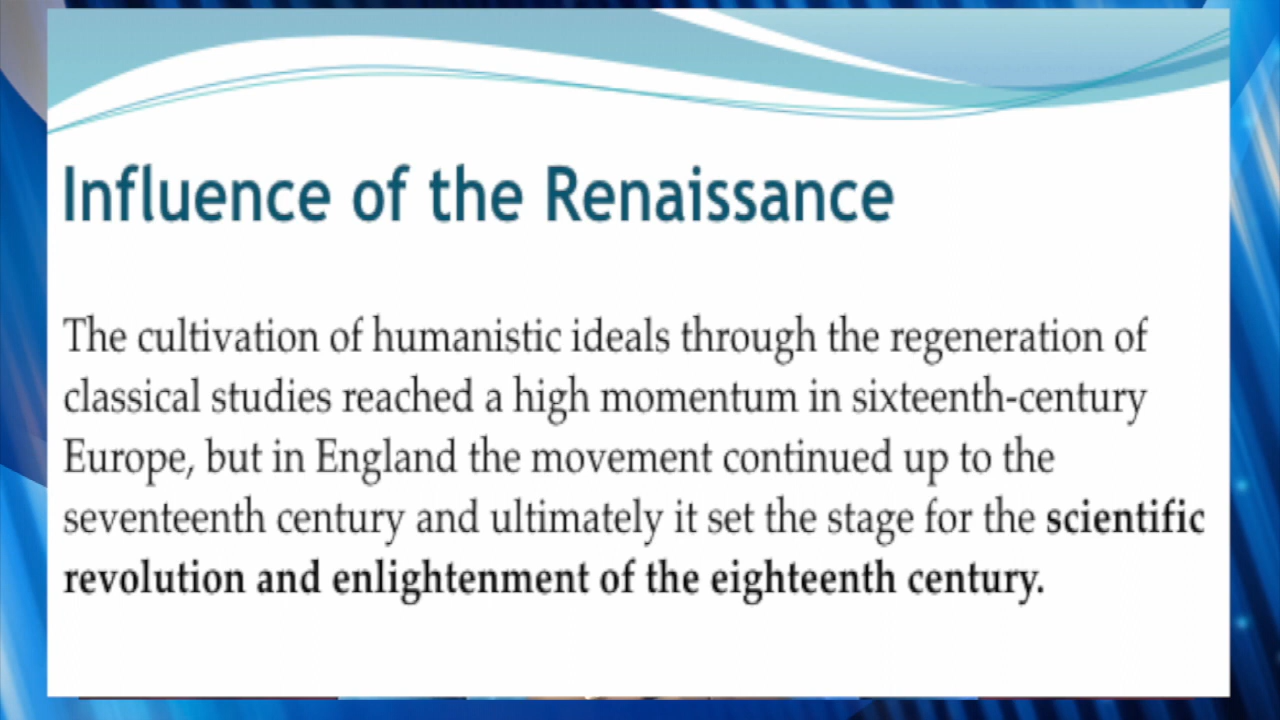 Influence of the Renaissance
The cultivation of humanistic ideals through the regeneration of
classical studies reached a high momentum in sixteenth-century
Europe, but in England the movement continued up to the
seventeenth century and ultimately it set the stage for the scientific
revolution and enlightenment of the eighteenth century.